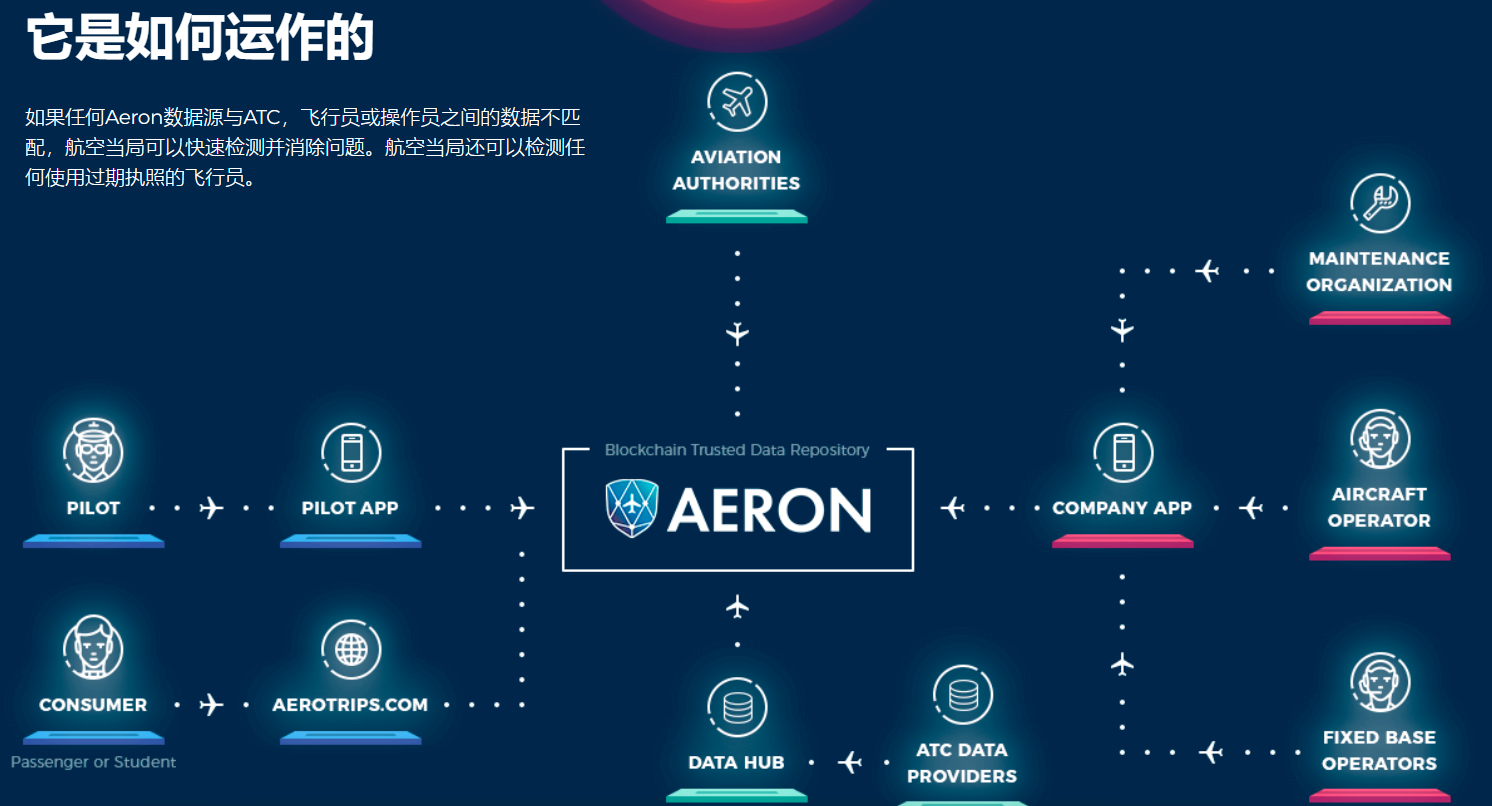 它是如何运作的
如果任何Aeron数据源与ATC，飞行员或操作员之间的数据不匹
配，航空当局可以快速检测并消除问题。航空当局还可以检测任
何使用过期执照的飞行员。
AVIATION
AUTHORITIES
MAINTENANCE
ORGANIZATION
Blockchain Trusted Data Repository
AERON
PILOT
PILOT APP
COMPANY APP
AIRCRAFT
OPERATOR
CONSUMER
Passenger or Student
AEROTRIPS.COM
DATA HUB
ATC DATA
PROVIDERS
FIXED BASE
OPERATORS